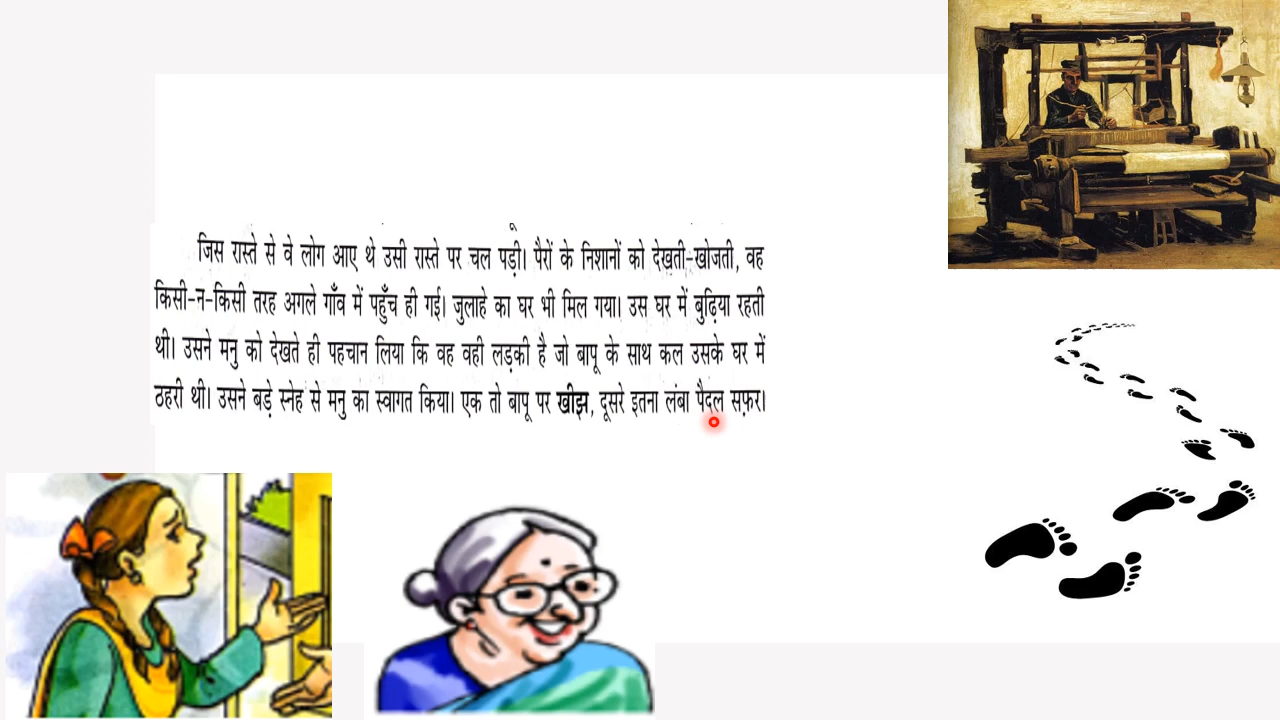 जिस रास्ते से वे लोग आए थे उसी रास्ते पर चल पड़ी। पैरों के निशानों को देखती-खोजती, वह
किसी-न-किसी तरह अगले गाँव में पहुँच ही गई। जुलाहे का घर भी मिल गया। उस घर में बुढ़िया रहती
थी। उसने मनु को देखते ही पहचान लिया कि वह वही लड़की है जो बापू के साथ कल उसके घर में
ठहरी थी। उसने बड़े स्नेह से मनु का स्वागत किया। एक तो बापू पर खीझ, दूसरे इतना लंबा पैदल सफ़र।